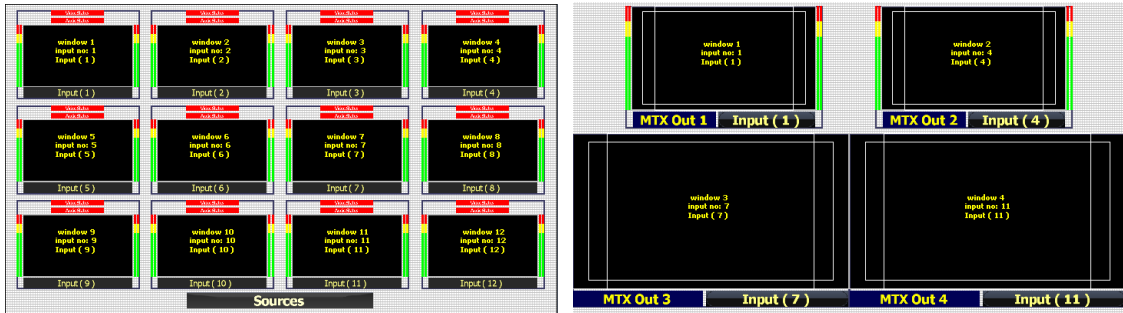 window 1
input no: 1
Input ( 1 )
Input ( 1 )
window 2
input no: 2
Input ( 2 )
Input ( 2 )
window 3
input no: 3
Input ( 3 )
Input ( 3 )
window 4
input no: 4
Input ( 4 )
Input ( 4 )
window 5
input no: 5
Input ( 5 )
Input ( 5 )
window 6
input no: 6
Input ( 6 )
Input ( 6 )
window 7
input no: 7
Input ( 7 )
Input ( 7 )
window 8
input no: 8
Input ( 8 )
Input ( 8 )
window 9
input no: 9
Input ( 9 )
Input ( 9 )
window 10
input no: 10
Input ( 10 )
Input ( 10 )
window 11
input no: 11
Input ( 11 )
Input ( 11 )
window 12
input no: 12
Input ( 12 )
Input ( 12 )
Sources
window 1
input no: 1
Input ( 1 )
MTX Out 1 Input ( 1 )
window 2
input no: 4
Input ( 4 )
MTX Out 2 Input ( 4 )
window 3
input no: 7
Input ( 7 )
MTX Out 3 Input ( 7 )
window 4
input no: 11
Input ( 11 )
MTX Out 4 Input ( 11 )